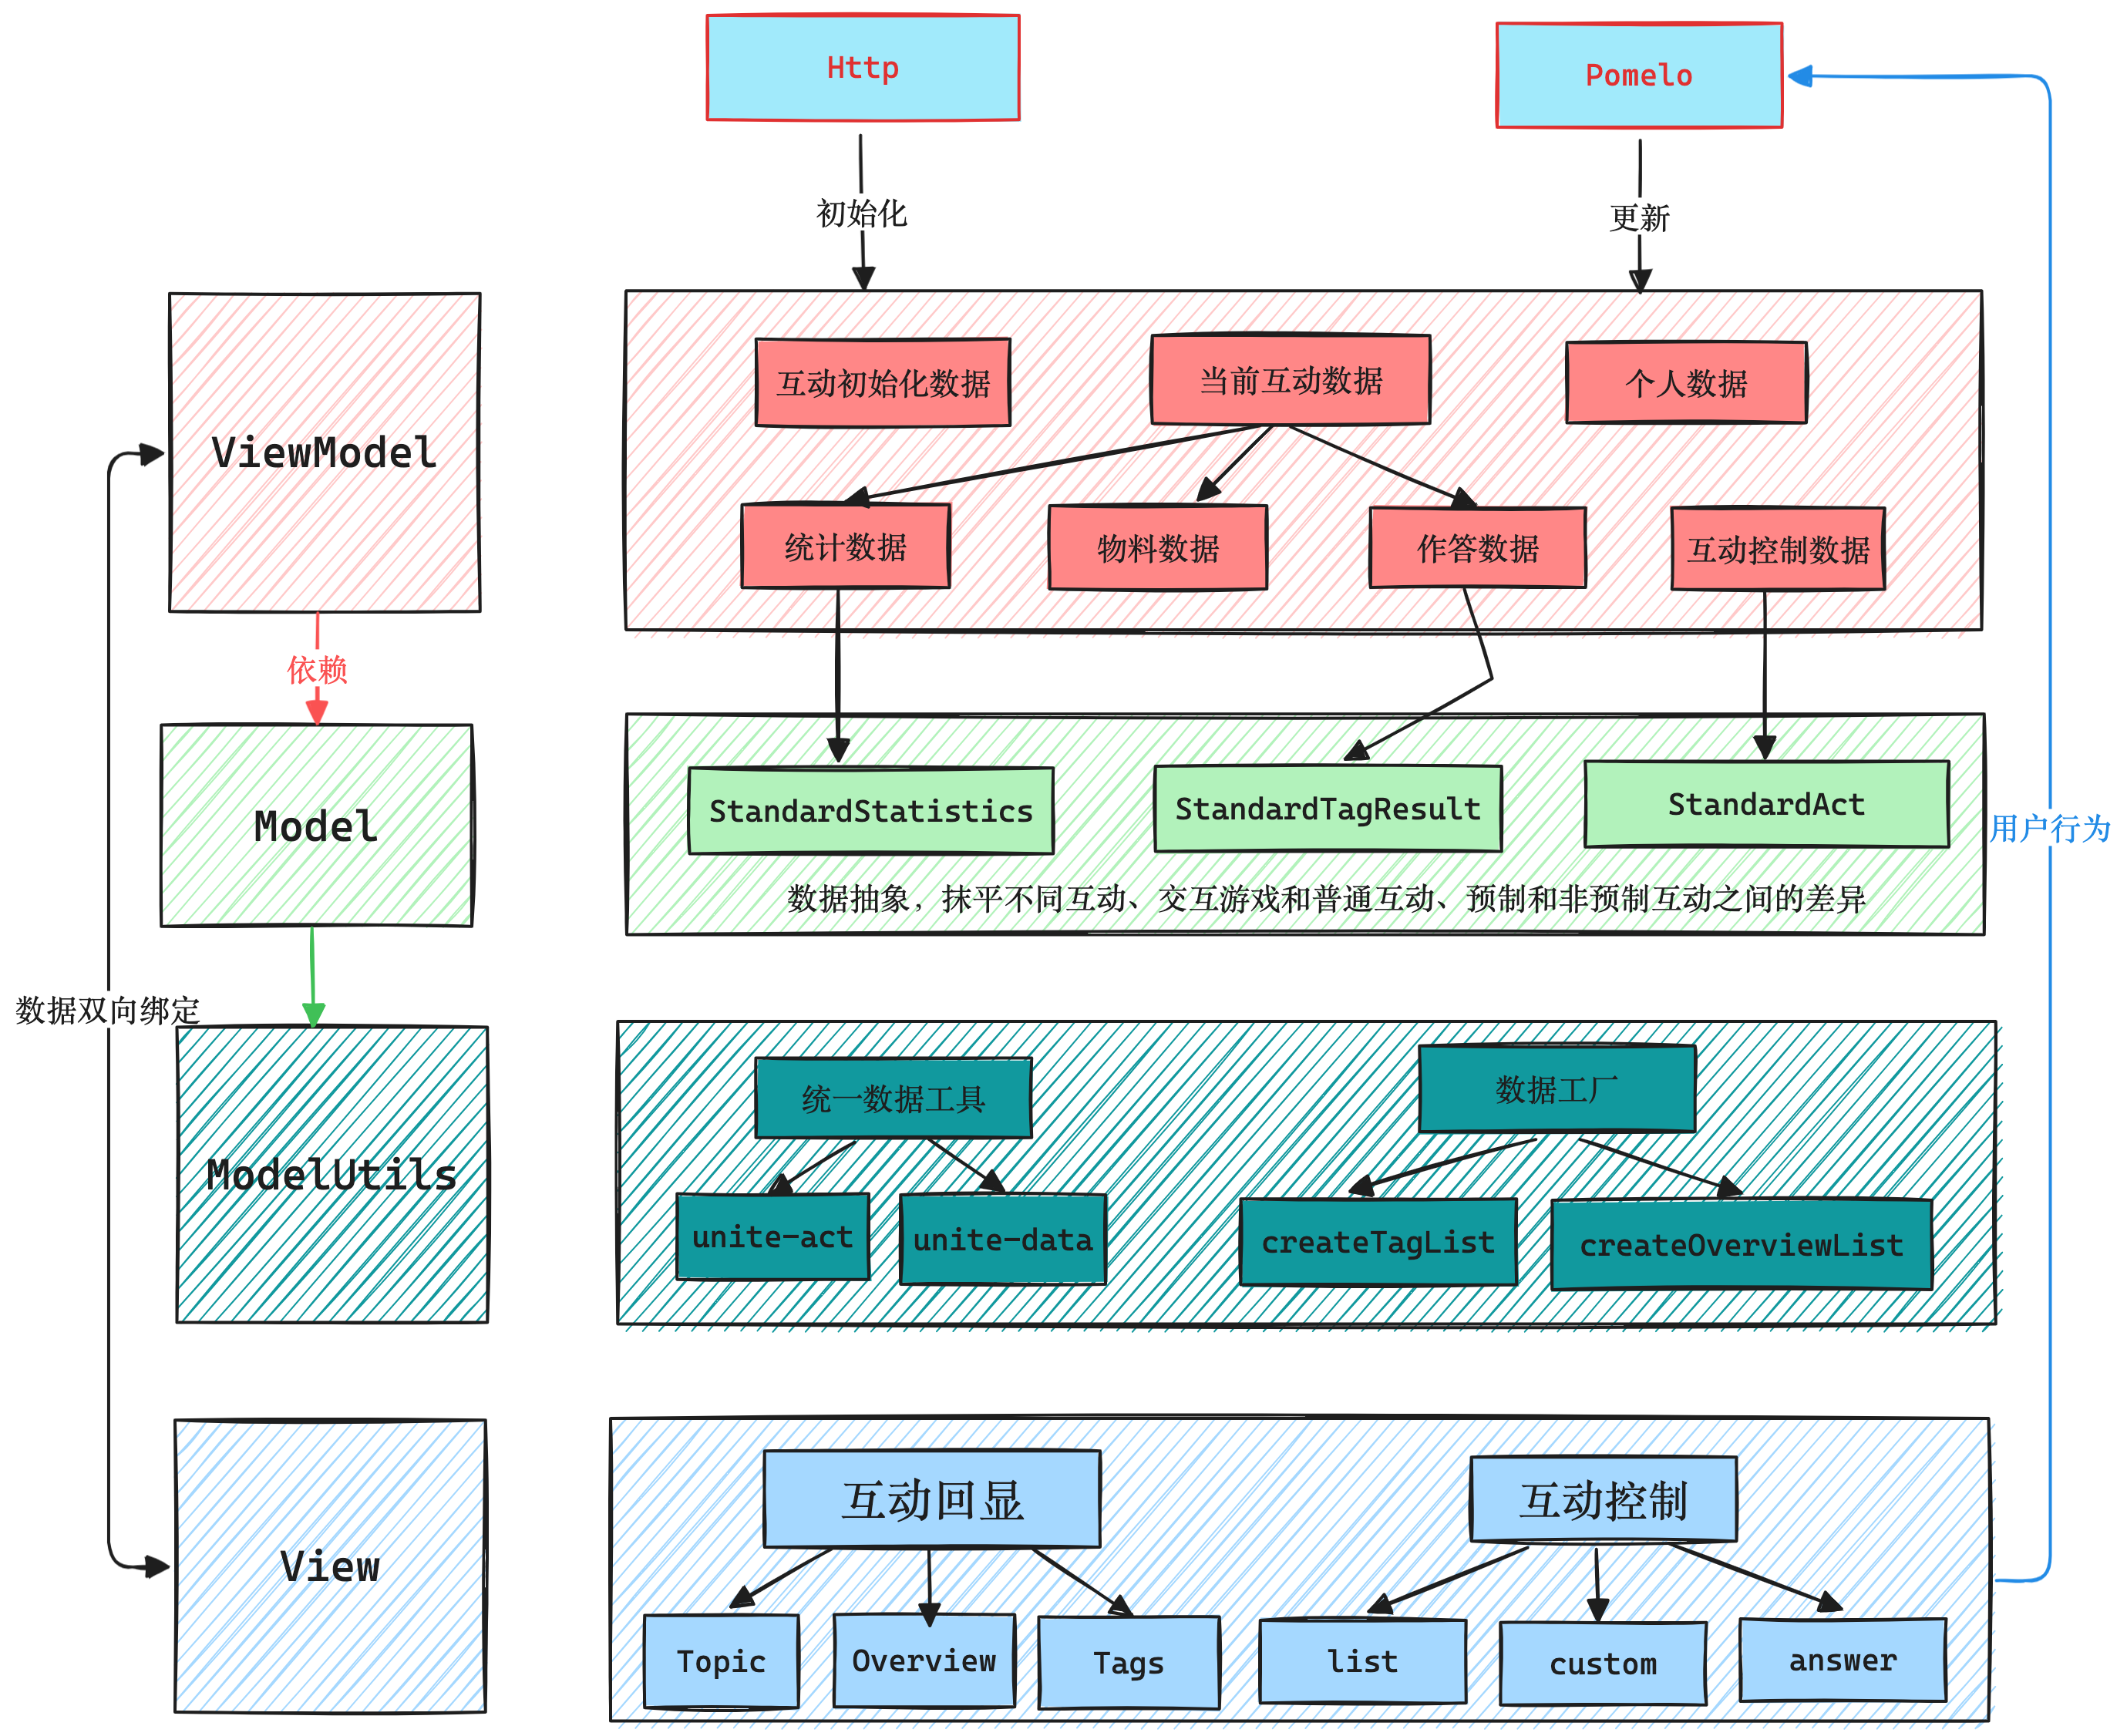 Http
Pomelo
初始化
更新
ViewModel
互动初始化数据
当前互动数据
个人数据
统计数据
物料数据
作答数据
互动控制数据
依赖
Model
StandardStatistics
StandardTagResult
StandardAct
用户行为
数据抽象，抹平不同互动、交互游戏和普通互动、预制和非预制互动之间的差异
数据双向绑定
ModelUtils
统一数据工具
数据工厂
unite-act
unite-data
createTagList
createOverviewList
View
互动回显
互动控制
Topic
Overview
Tags
list
custom
answer